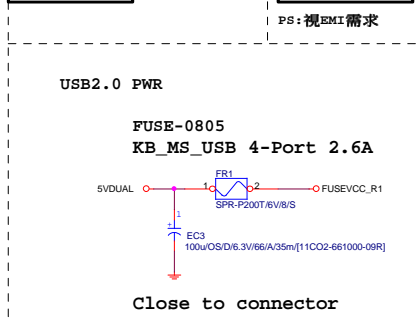 PS:視EMI需求
USB2.0 PWR
FUSE-0805
KB_MS_USB 4-Port 2.6A
FR1
5VDUAL 1 2 FUSEVCC_R1
SPR-P200T/6V/8/S
1
+ EC3
100u/OS/D/6.3V/66/A/35m/[11CO2-661000-09R]
Close to connector